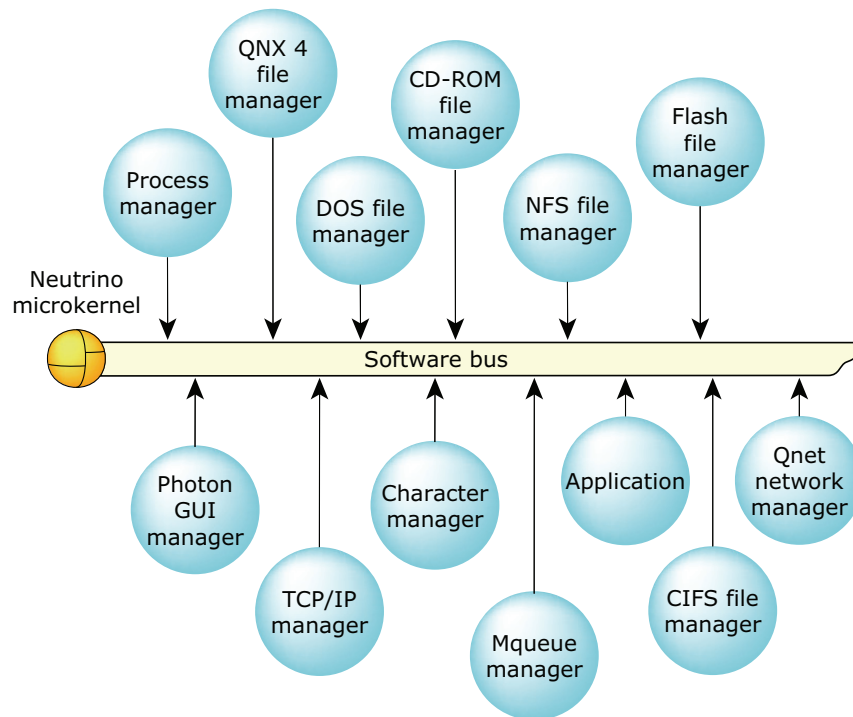 QNX 4
file
manager
CD-ROM
file
manager
Flash
file
manager
Process
manager
DOS file
manager
NFS file
manager
Neutrino
microkernel
Software bus
Photon
GUI
manager
TCP/IP
manager
Character
manager
Mqueue
manager
Application
CIFS file
manager
Qnet
network
manager